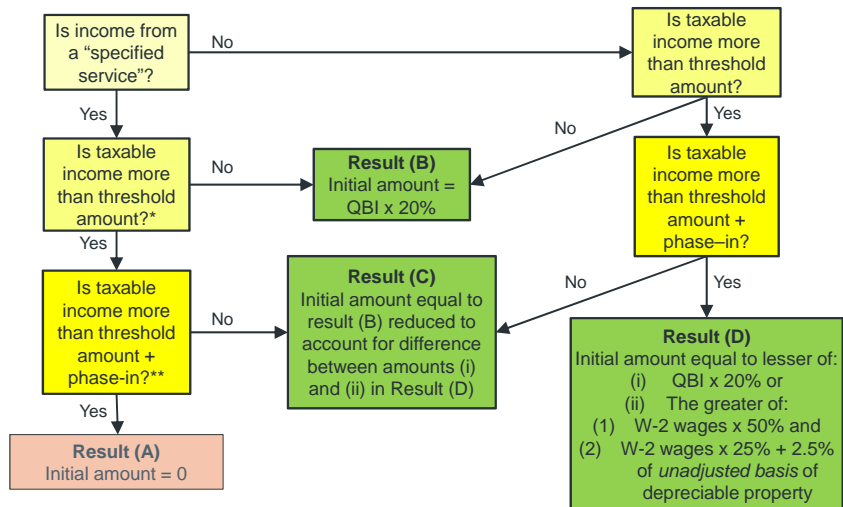 Is income from
a “specified
service”?
No
Is taxable
income more
than threshold
amount?
Yes
No
Yes
Is taxable
income more
than threshold
amount?*
No
Result (B)
Initial amount =
QBI x 20%
Is taxable
income more
than threshold
amount +
phase–in?
Yes
No
Yes
Is taxable
income more
than threshold
amount +
phase-in?**
No
Result (C)
Initial amount equal to
result (B) reduced to
account for difference
between amounts (i)
and (ii) in Result (D)
Yes
Result (A)
Initial amount = 0
Result (D)
Initial amount equal to lesser of:
(i) QBI x 20% or
(ii) The greater of:
(1) W-2 wages x 50% and
(2) W-2 wages x 25% + 2.5%
of unadjusted basis of
depreciable property